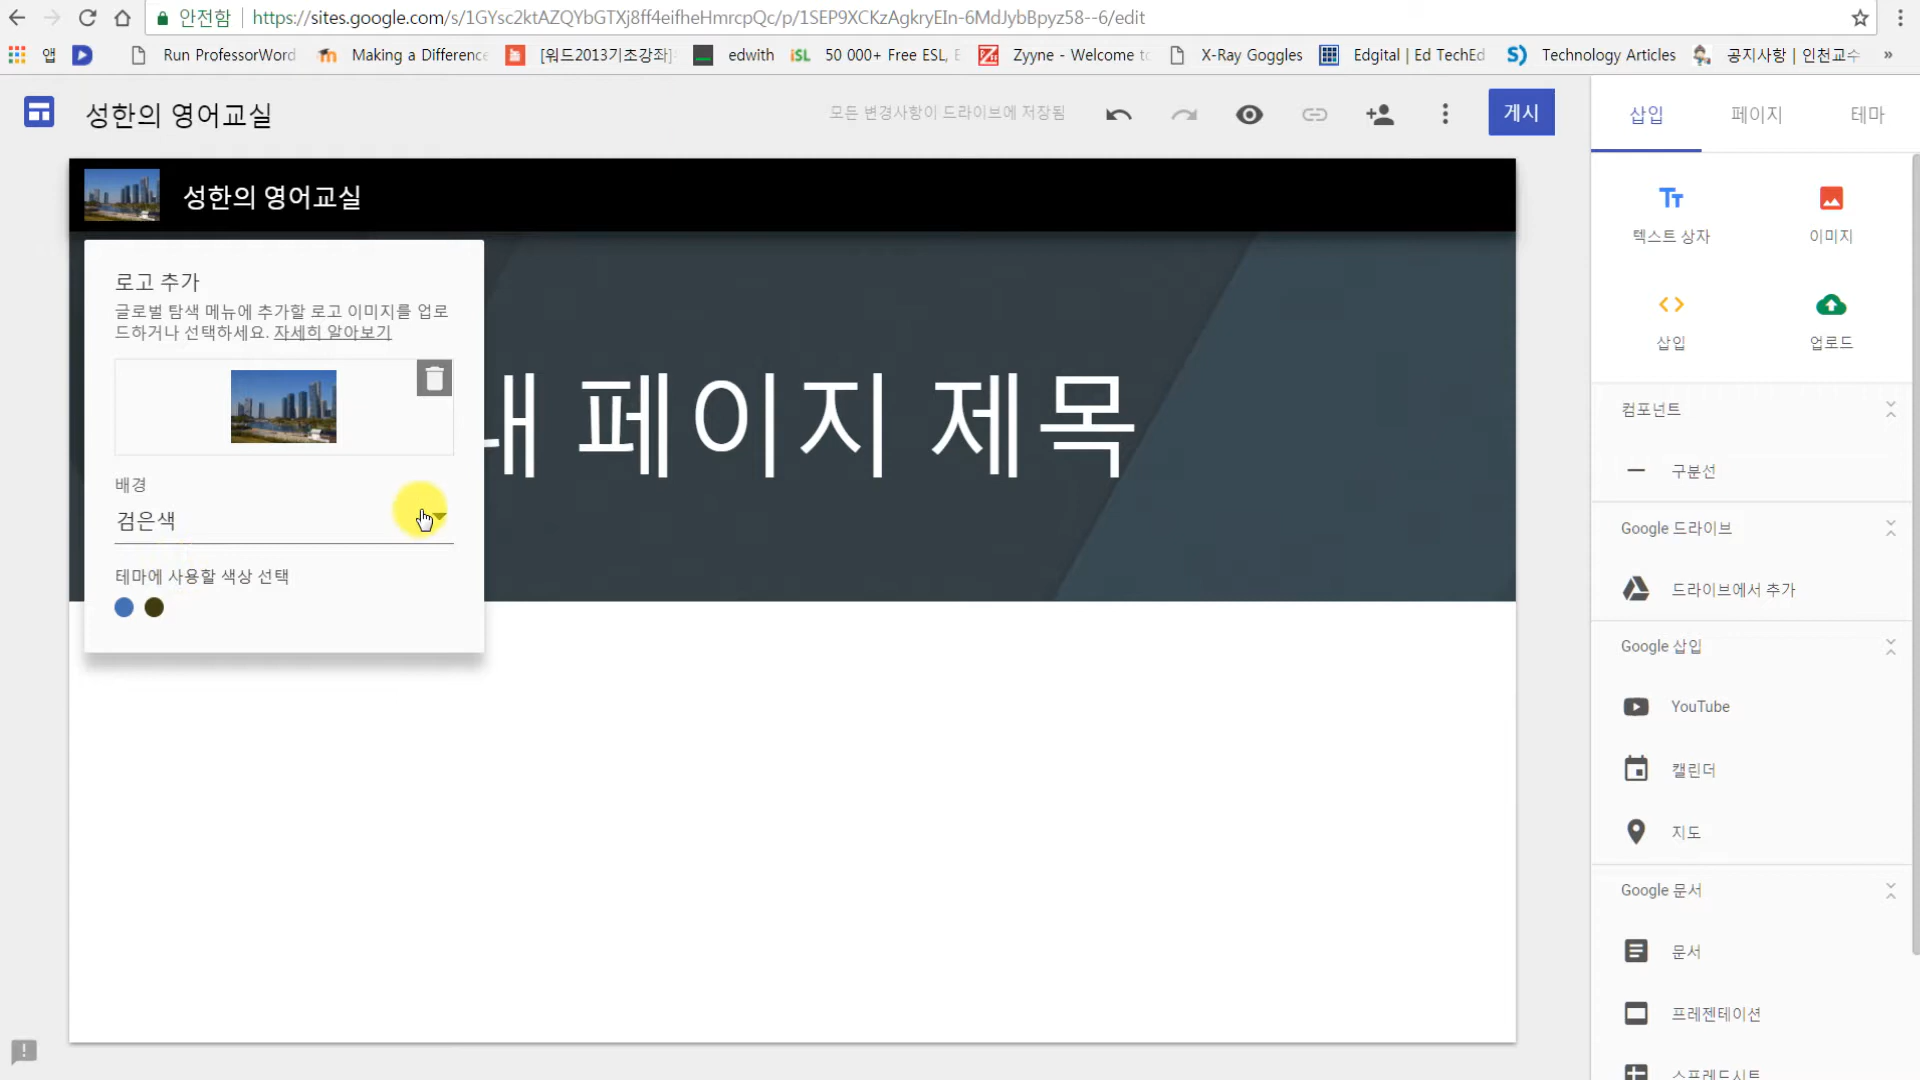 안전함 https://sites.google.com/s/1GYsc2ktAZQYbGTXj8ff4eifheHmrcpQc/p/1SEP9XCKzAgkryEIn-6MdJybBpyz58--6/edit
앱 Run ProfessorWord Making a Difference [워드2013기초강좌] edwith iSL 50 000+ Free ESL, E Zyyne - Welcome to X-Ray Goggles Edgital | Ed TechEd Technology Articles 공지사항 | 인천교수 »
성한의 영어교실
모든 변경사항이 드라이브에 저장됨
게시
삽입 페이지 테마
성한의 영어교실
텍스트 상자 이미지
삽입 업로드
로고 추가
글로벌 탐색 메뉴에 추가할 로고 이미지를 업로
드하거나 선택하세요. 자세히 알아보기
내 페이지 제목
배경
검은색
테마에 사용할 색상 선택
컴포넌트
구분선
Google 드라이브
드라이브에서 추가
Google 삽입
YouTube
캘린더
지도
Google 문서
문서
프레젠테이션
스프레드시트